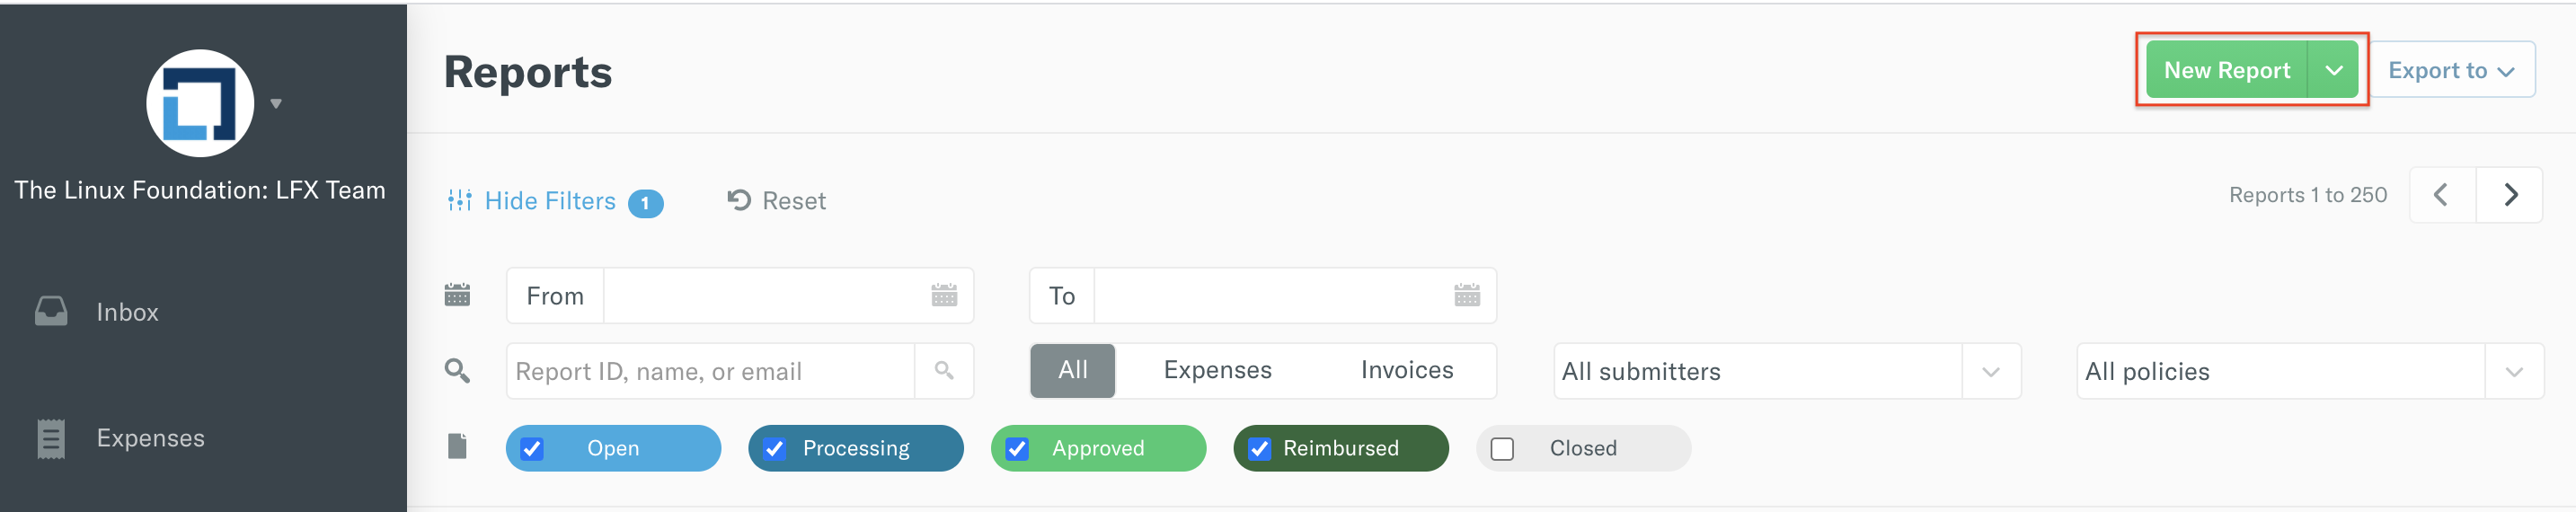 The Linux Foundation: LFX Team
Inbox
Expenses
Reports
New Report
Export to
Hide Filters 1
Reset
Reports 1 to 250
From
To
Report ID, name, or email
All Expenses Invoices
All submitters
All policies
Open Processing Approved Reimbursed Closed